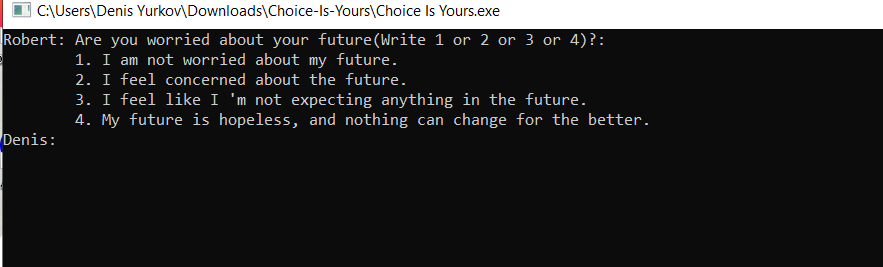 C:\Users\Denis Yurkov\Downloads\Choice-Is-Yours\Choice Is Yours.exe
Robert: Are you worried about your future(Write 1 or 2 or 3 or 4)?:
1. I am not worried about my future.
2. I feel concerned about the future.
3. I feel like I 'm not expecting anything in the future.
4. My future is hopeless, and nothing can change for the better.
Denis: